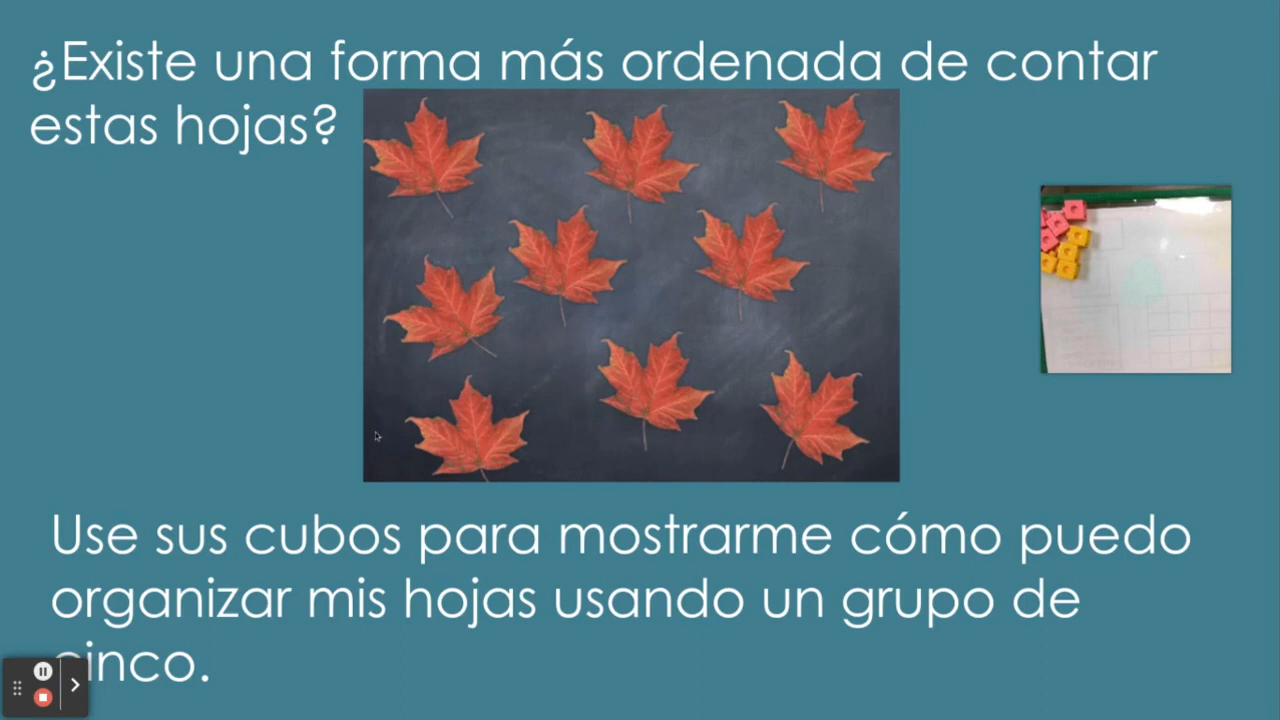 ¿Existe una forma más ordenada de contar
estas hojas?
Use sus cubos para mostrarme cómo puedo
organizar mis hojas usando un grupo de
cinco.